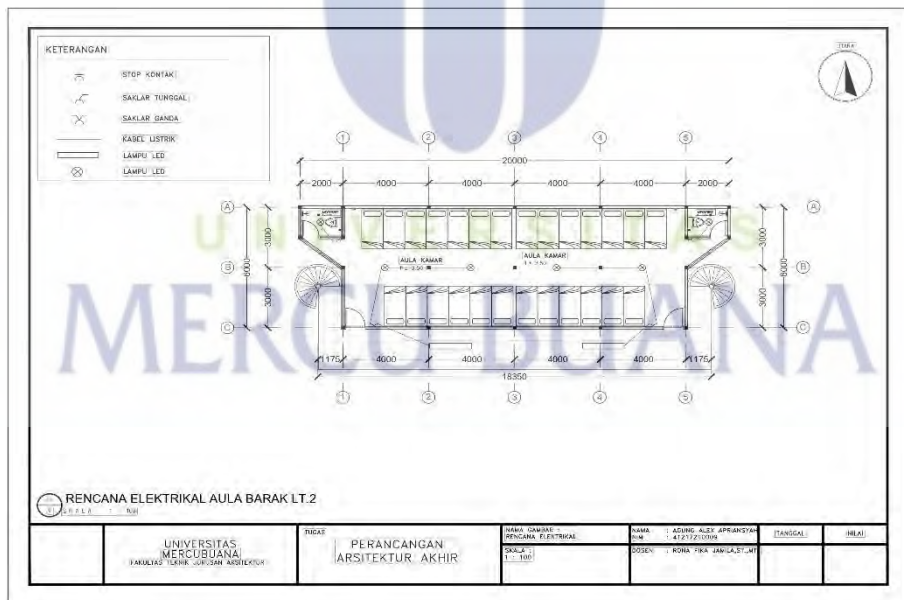 KETERANGAN
STOP KONTAK
SAKLAR TUNGGAL
SAKLAR GANDA
KABEL LISTRIK
LAMPU LED
LAMPU LED
UTARA
1 2 3 4 5
20000
2000 4000 4000 4000 4000 2000
A A
UNIVERSITAS
3000 3000
6000 6000
AULA KAMAR
AULA KAMAR
B B
MERCU BUANA
3000 3000
C C
1175 4000 4000 4000 4000 1175
18350
1 2 3 4 5
RENCANA ELEKTRIKAL AULA BARAK LT.2
SKALA
UNIVERSITAS
MERCUBUANA
FAKULTAS TEKNIK JURUSAN ARSITEKTUR
TUGAS
PERANCANGAN
ARSITEKTUR AKHIR
NAMA GAMBAR :
RENCANA ELEKTRIKAL
SKALA :
1 : 100
NAMA : AGUNG ALEX APRIANSYAH
NIM
DOSEN : RONA FIKA JAMILA,ST.,MT
TANGGAL
NILAI